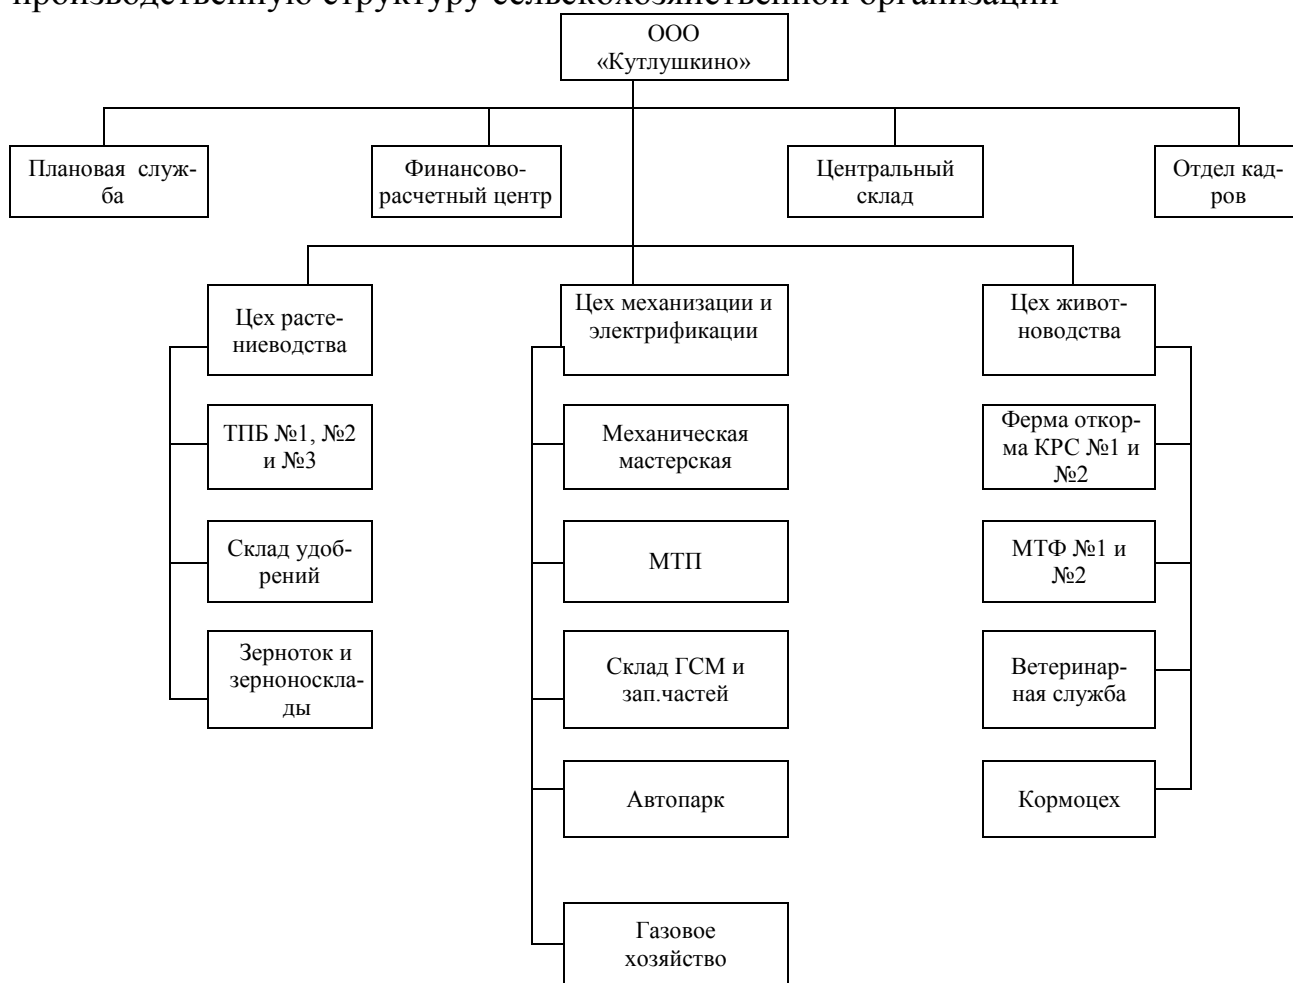 производственную структуру сельскохозяйственной организации
ООО
«Кутлушкино»
Плановая служ-
ба
Финансово-
расчетный центр
Центральный
склад
Отдел кад-
ров
Цех расте-
ниеводства
Цех механизации и
электрификации
Цех живот-
новодства
ТПБ №1, №2
и №3
Механическая
мастерская
Ферма откор-
ма КРС №1 и
№2
Склад удоб-
рений
МТП
МТФ №1 и
№2
Зерноток и
зерноноскла-
ды
Склад ГСМ и
зап.частей
Ветеринар-
ная служба
Автопарк
Кормоцех
Газовое
хозяйство